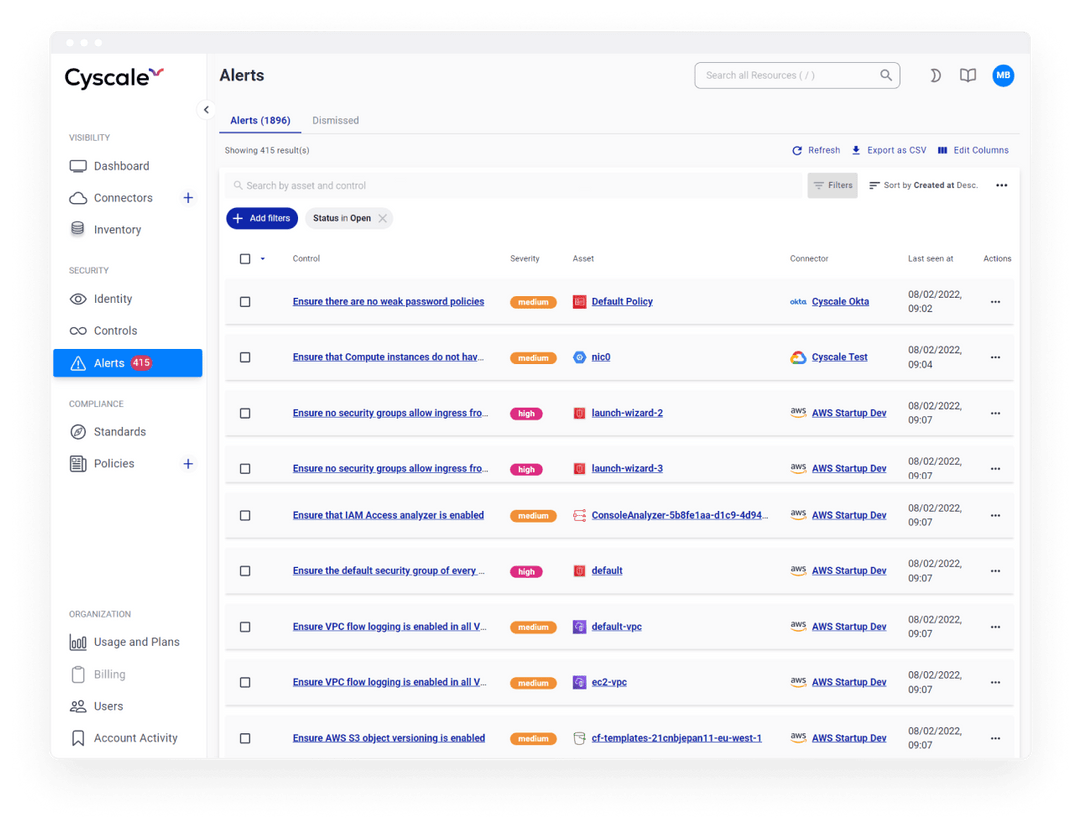 Cyscale
Alerts
Search all Resources ( / )
MB
Alerts (1896)
Dismissed
VISIBILITY
Dashboard
Connectors
Inventory
SECURITY
Identity
Controls
Alerts 415
COMPLIANCE
Standards
Policies
ORGANIZATION
Usage and Plans
Billing
Users
Account Activity
Showing 415 result(s)
Refresh
Export as CSV
Edit Columns
Search by asset and control
Filters
Sort by Created at Desc.
Add filters
Status in Open
Control Severity Asset Connector Last seen at Actions
Ensure there are no weak password policies medium Default Policy okta Cyscale Okta 08/02/2022,
09:02
Ensure that Compute instances do not hav... medium nic0 Cyscale Test 08/02/2022,
09:04
Ensure no security groups allow ingress fro... high launch-wizard-2 aws AWS Startup Dev 08/02/2022,
09:07
Ensure no security groups allow ingress fro... high launch-wizard-3 aws AWS Startup Dev 08/02/2022,
09:07
Ensure that IAM Access analyzer is enabled medium ConsoleAnalyzer-5b8fe1aa-d1c9-4d94... aws AWS Startup Dev 08/02/2022,
09:07
Ensure the default security group of every ... high default aws AWS Startup Dev 08/02/2022,
09:07
Ensure VPC flow logging is enabled in all V... medium default-vpc aws AWS Startup Dev 08/02/2022,
09:07
Ensure VPC flow logging is enabled in all V... medium ec2-vpc aws AWS Startup Dev 08/02/2022,
09:07
Ensure AWS S3 object versioning is enabled medium cf-templates-21cnbjepan11-eu-west-1 aws AWS Startup Dev 08/02/2022,
09:07